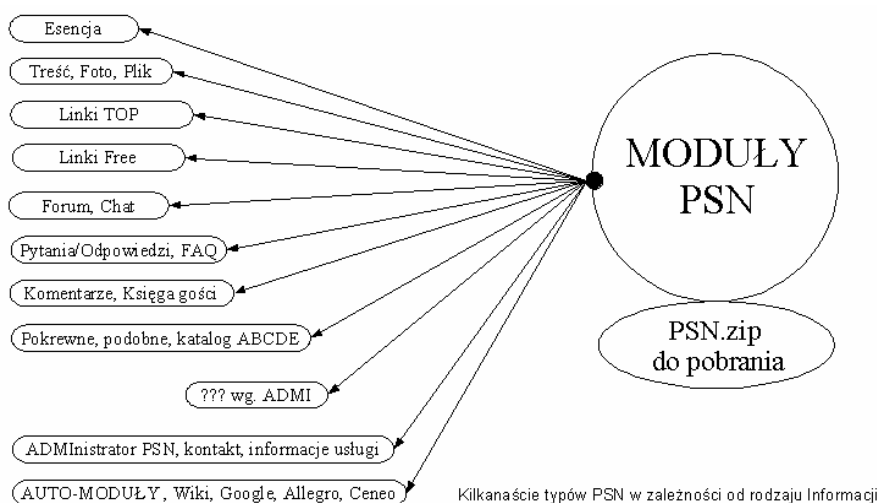 Esencja
Treść, Foto, Plik
Linki TOP
Linki Free
Forum, Chat
Pytania/Odpowiedzi, FAQ
Komentarze, Księga gości
Pokrewne, podobne, katalog ABCDE
??? wg. ADMI
ADMInistrator PSN, kontakt, informacje usługi
AUTO-MODUŁY, Wiki, Google, Allegro, Ceneo
MODUŁY
PSN
PSN.zip
do pobrania
Kilkanaście typów PSN w zależności od rodzaju Informacji